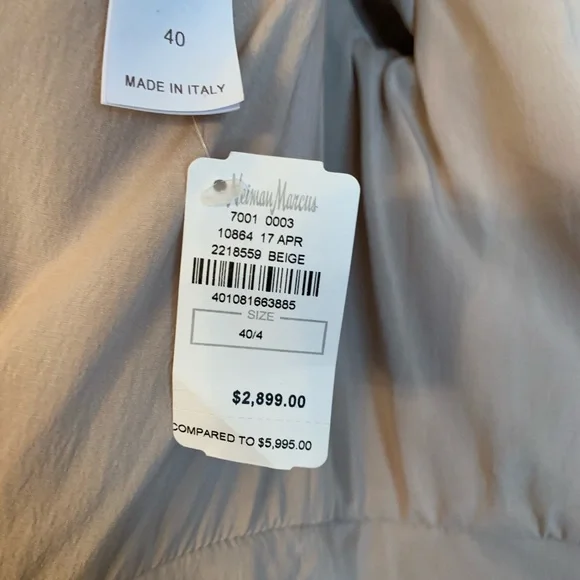 40
MADE IN ITALY
Neiman Marcus
7001 0003
10864 17 APR
2218559 BEIGE
401081663885
SIZE
40/4
$2,899.00
COMPARED TO $5,995.00